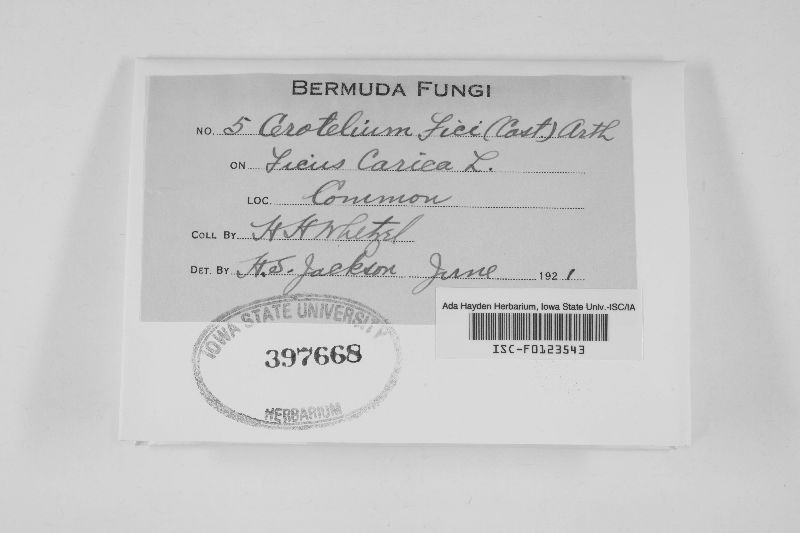 BERMUDA FUNGI
NO. 5 Cerotelium Fici (Cast.) Arth
ON Ficus Carica L.
LOC. Common
COLL BY H H Whetzel
DET. BY H.S. Jackson June 1921
Ada Hayden Herbarium, Iowa State Univ.-ISC/IA
ISC-F0123543
IOWA STATE UNIVERSITY
397668
HERBARIUM